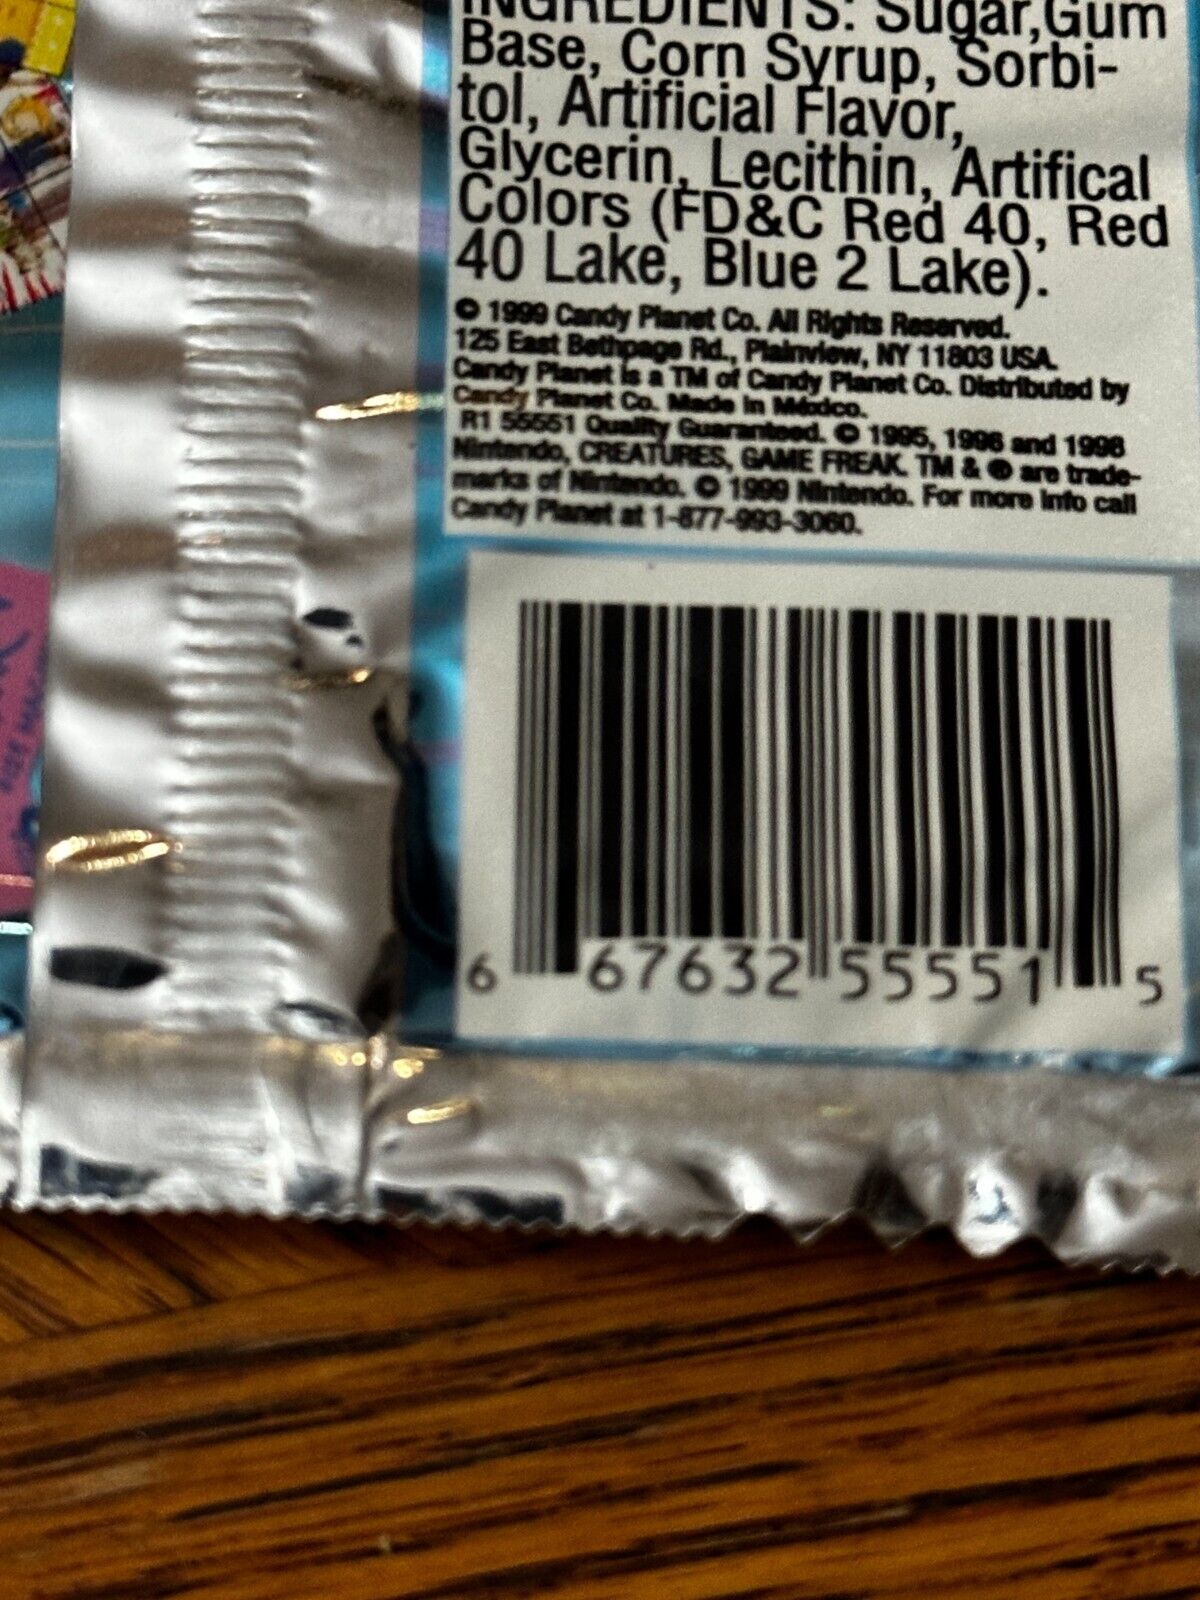 INGREDIENTS: Sugar,Gum
Base, Corn Syrup, Sorbi-
tol, Artificial Flavor,
Glycerin, Lecithin, Artifical
Colors (FD&C Red 40, Red
40 Lake, Blue 2 Lake).
© 1999 Candy Planet Co. All Rights Reserved.
125 East Bethpage Rd., Plainview, NY 11803 USA.
Candy Planet is a TM of Candy Planet Co. Distributed by
Candy Planet Co. Made in México.
R1 55551 Quality Guaranteed. © 1995, 1996 and 1998
Nintendo, CREATURES, GAME FREAK. TM & ® are trade-
marks of Nintendo. © 1999 Nintendo. For more info call
Candy Planet at 1-877-993-3060.
6 67632 55551 5